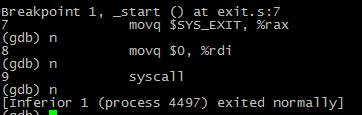 Breakpoint 1, _start () at exit.s:7
7 movq $SYS_EXIT, %rax
(gdb) n
8 movq $0, %rdi
(gdb) n
9 syscall
(gdb) n
[Inferior 1 (process 4497) exited normally]
(gdb)